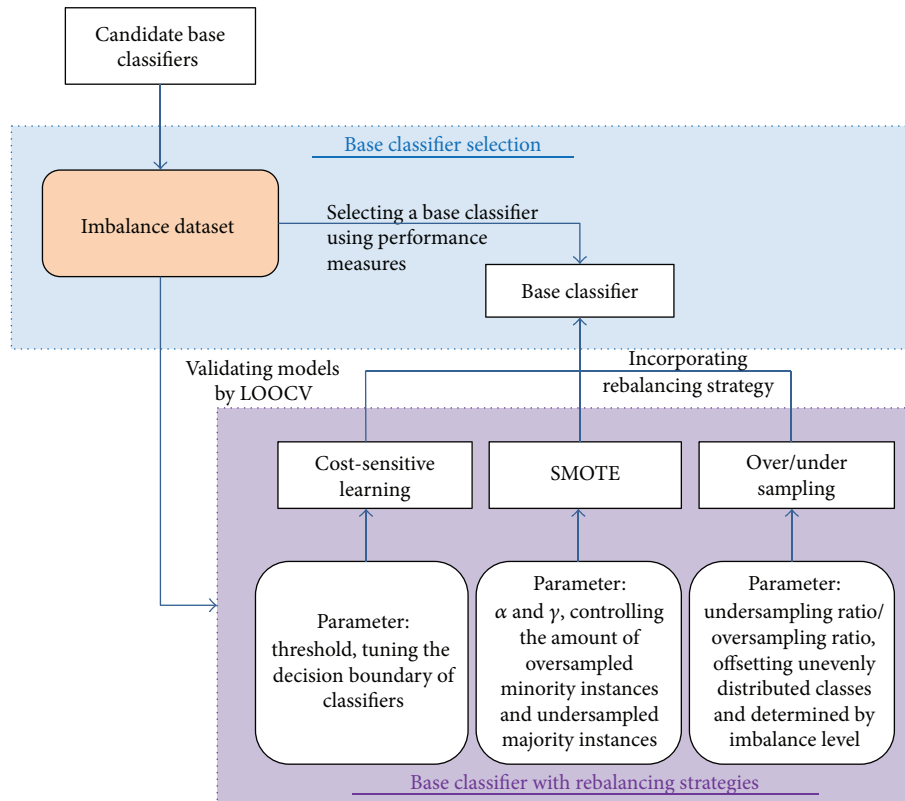 Candidate base
classifiers
Base classifier selection
Imbalance dataset
Selecting a base classifier
using performance
measures
Base classifier
Validating models
by LOOCV
Incorporating
rebalancing strategy
Cost-sensitive
learning
SMOTE
Over/under
sampling
Parameter:
threshold, tuning the
decision boundary of
classifiers
Parameter:
α and γ, controlling
the amount of
oversampled
minority instances
and undersampled
majority instances
Parameter:
undersampling ratio/
oversampling ratio,
offsetting unevenly
distributed classes
and determined by
imbalance level
Base classifier with rebalancing strategies